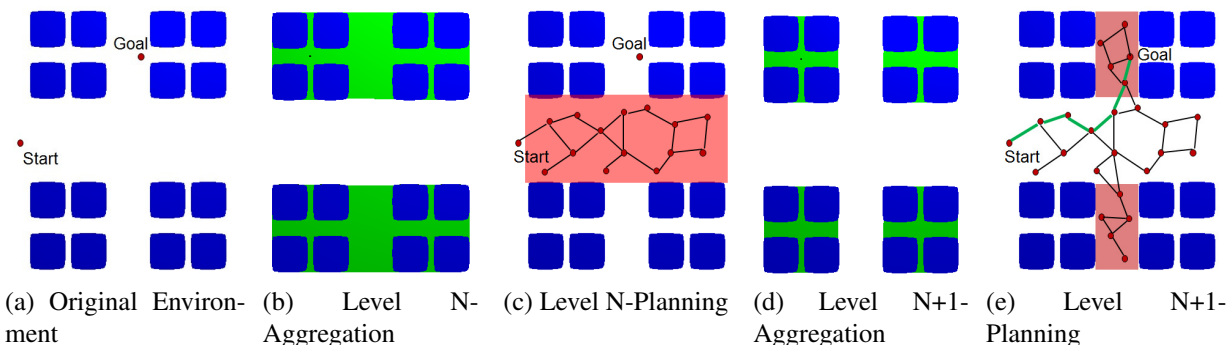 Goal
Start
Goal
Start
Goal
Start
(a) Original Environ-
ment
(b) Level N-
Aggregation
(c) Level N-Planning
(d) Level N+1-
Aggregation
(e) Level N+1-
Planning